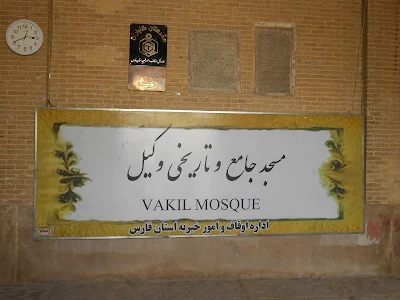 مسجد جامع و تاریخی وکیل
VAKIL MOSQUE
اداره اوقاف و امور خیریه استان فارس